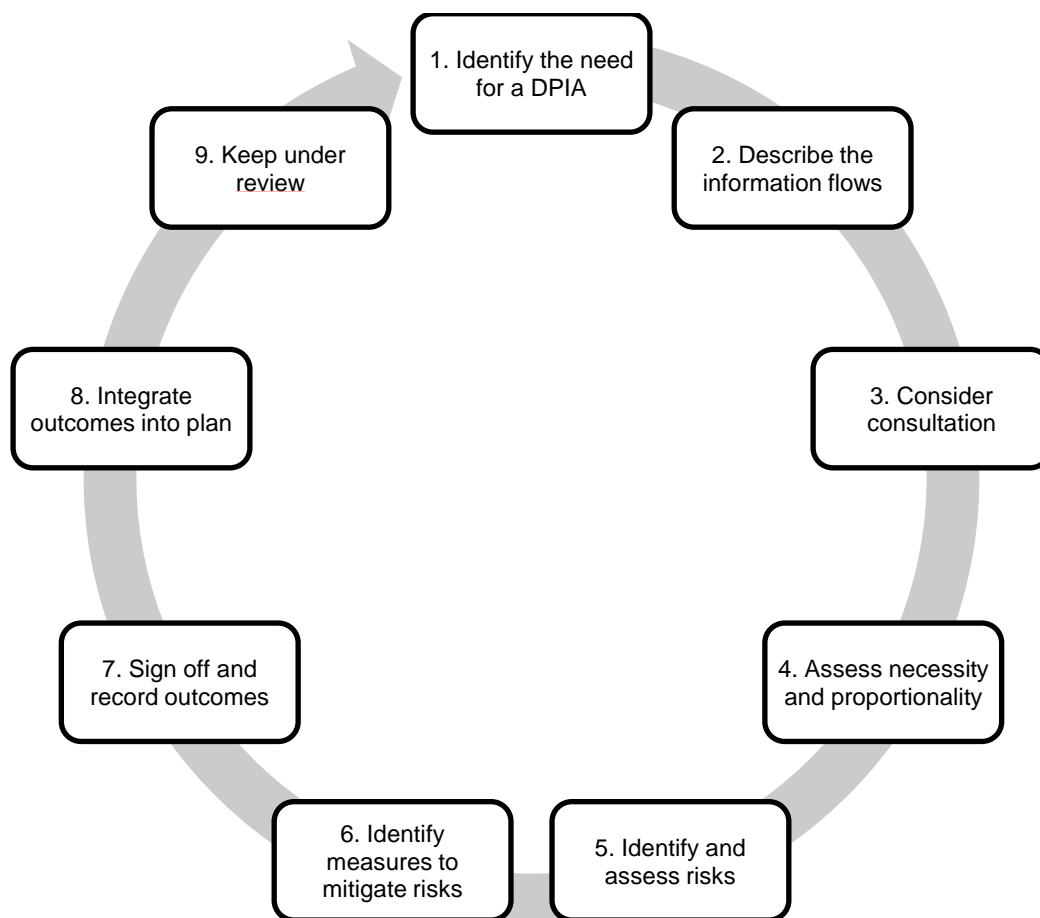 1. Identify the need
for a DPIA
2. Describe the
information flows
3. Consider
consultation
4. Assess necessity
and proportionality
5. Identify and
assess risks
6. Identify
measures to
mitigate risks
7. Sign off and
record outcomes
8. Integrate
outcomes into plan
9. Keep under
review